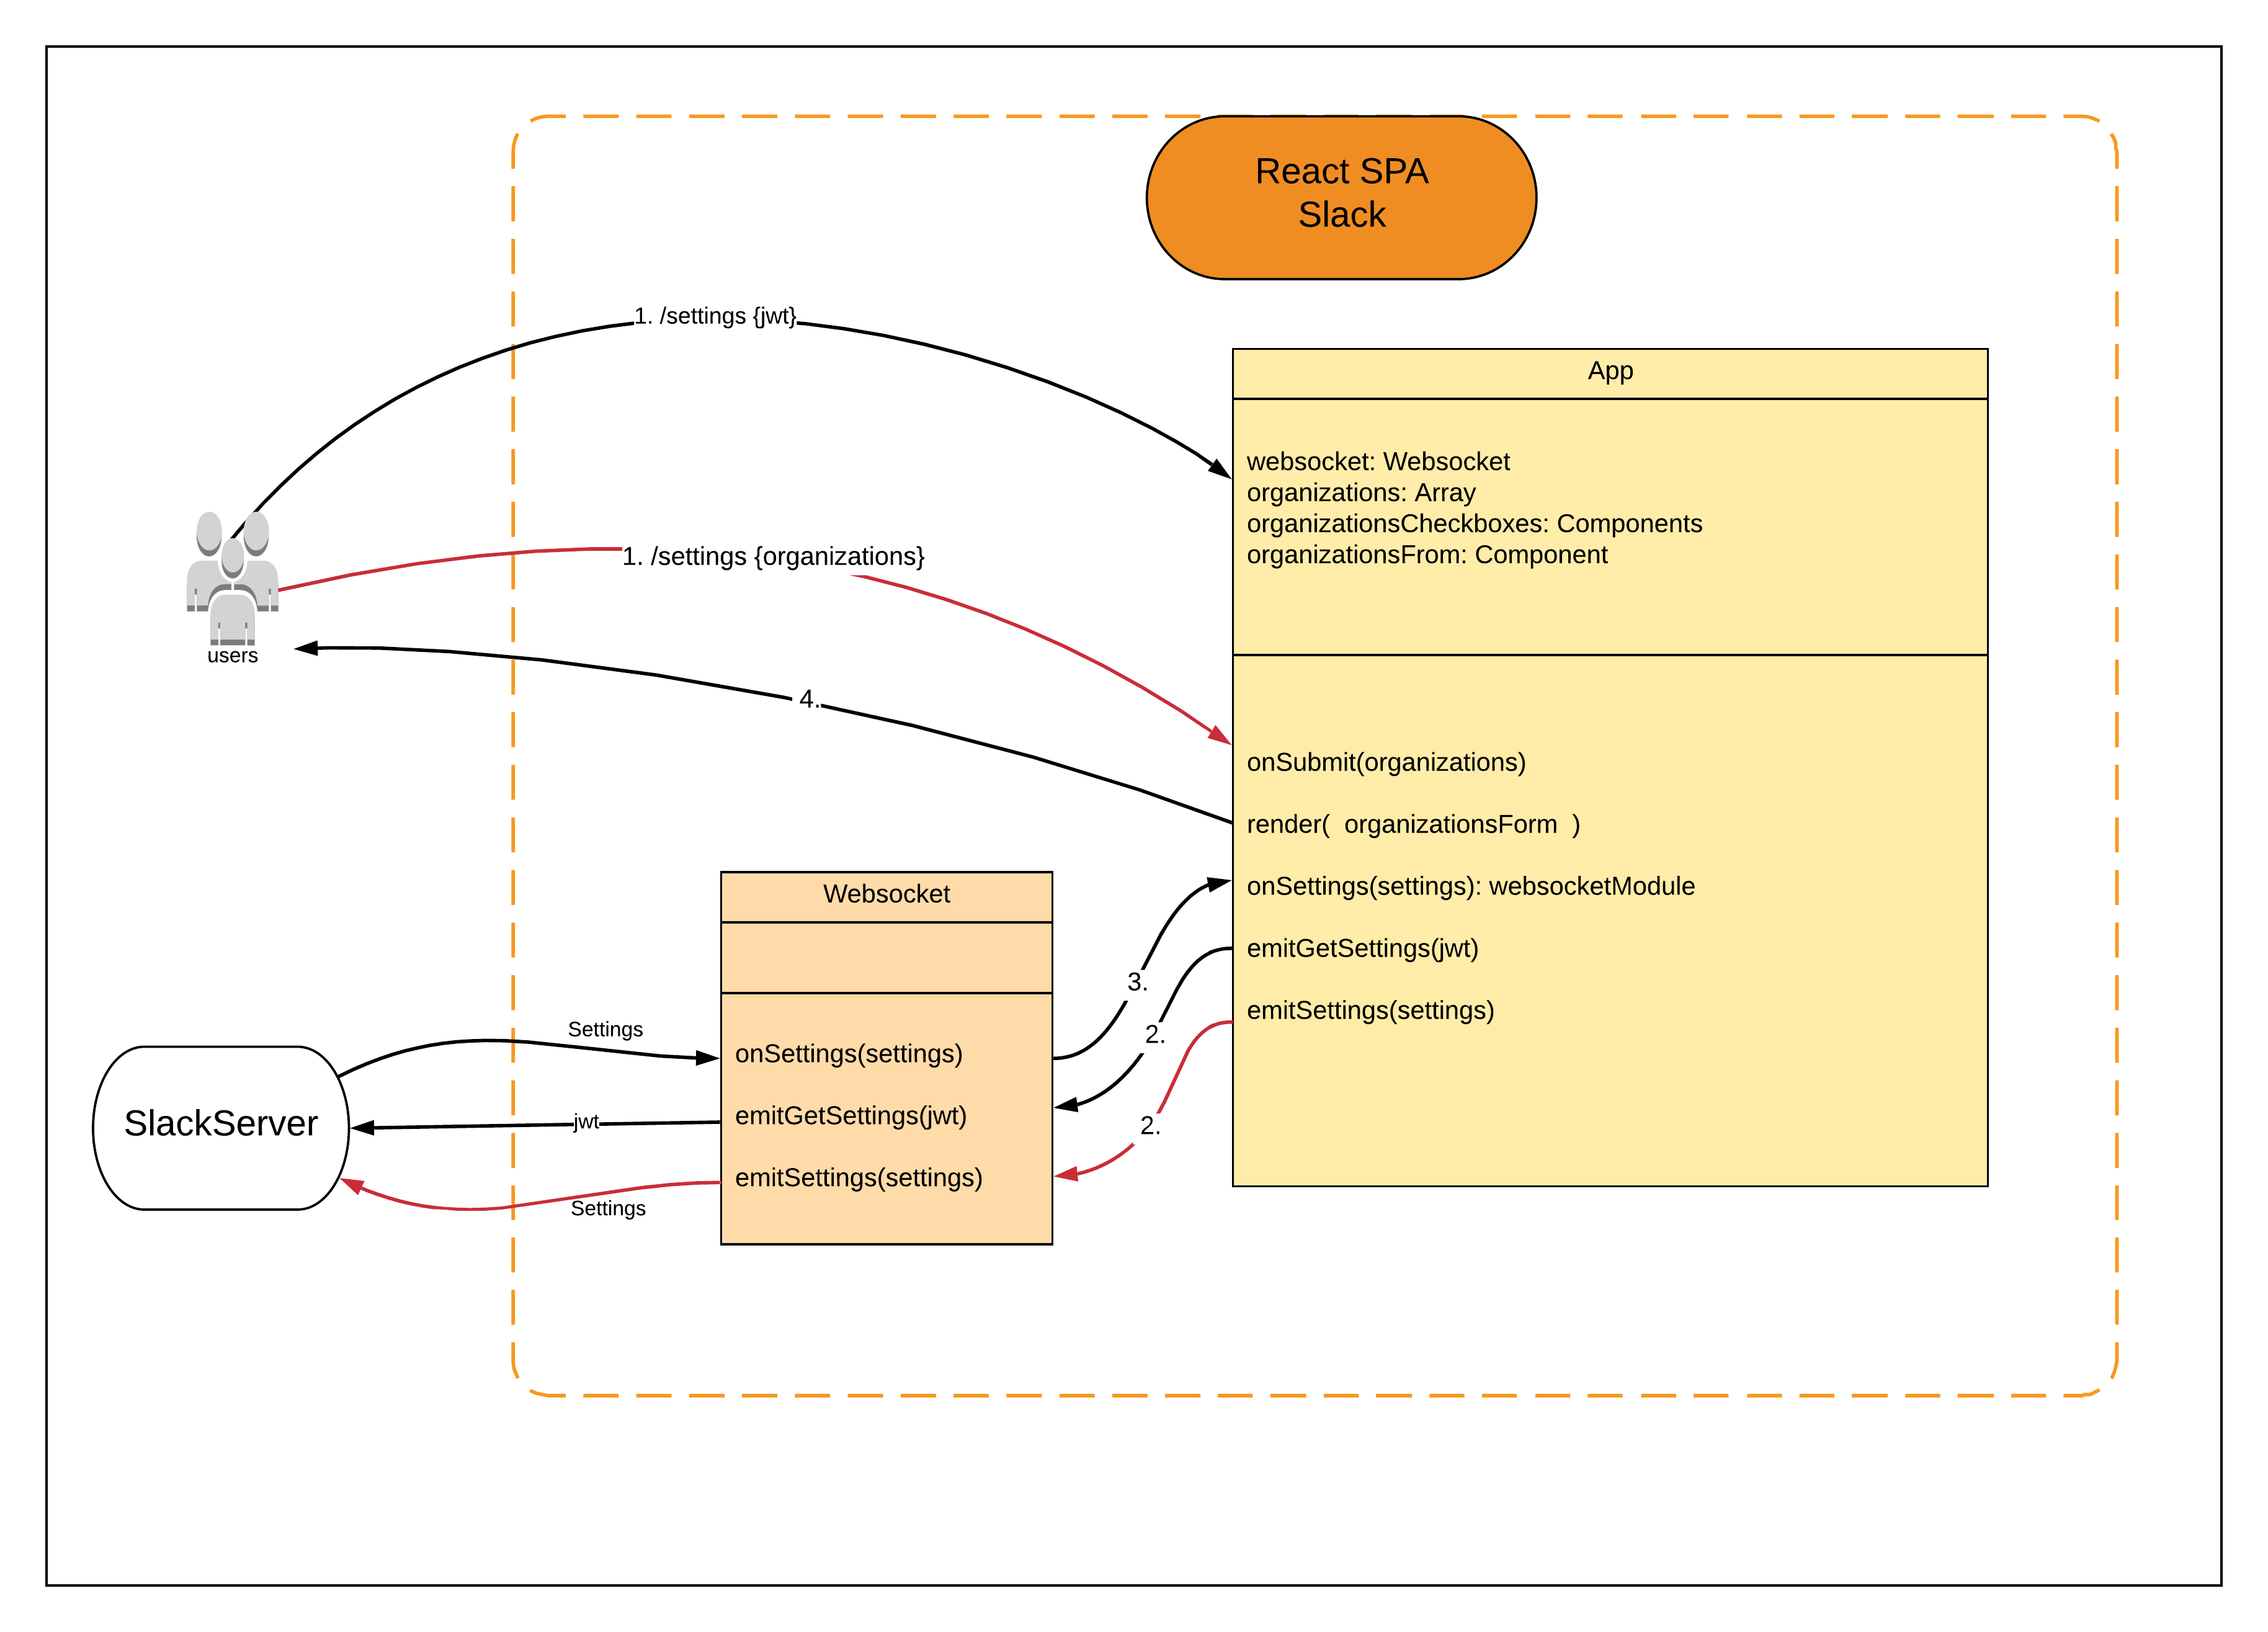 React SPA
Slack
1. /settings {jwt}
App
websocket: Websocket
organizations: Array
organizationsCheckboxes: Components
organizationsFrom: Component
1. /settings {organizations}
users
4.
onSubmit(organizations)
render(  organizationsForm  )
onSettings(settings): websocketModule
emitGetSettings(jwt)
emitSettings(settings)
Websocket
3.
2.
2.
onSettings(settings)
emitGetSettings(jwt)
emitSettings(settings)
Settings
jwt
Settings
SlackServer